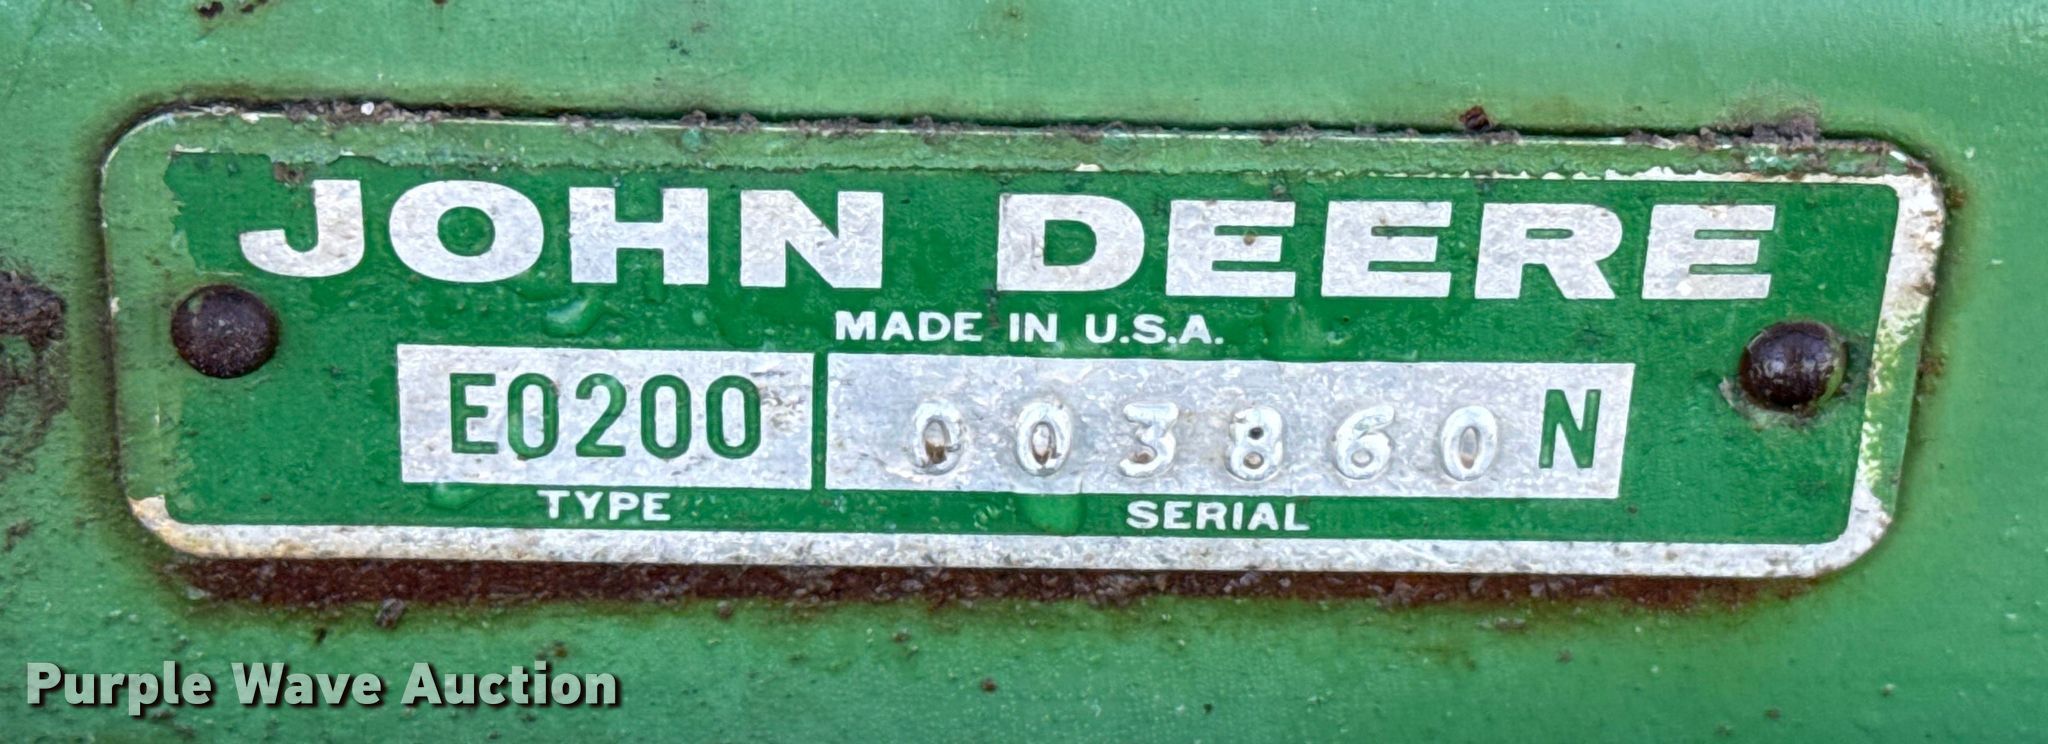 JOHN DEERE
MADE IN U.S.A.
E0200 003860N
TYPE SERIAL
Purple Wave Auction